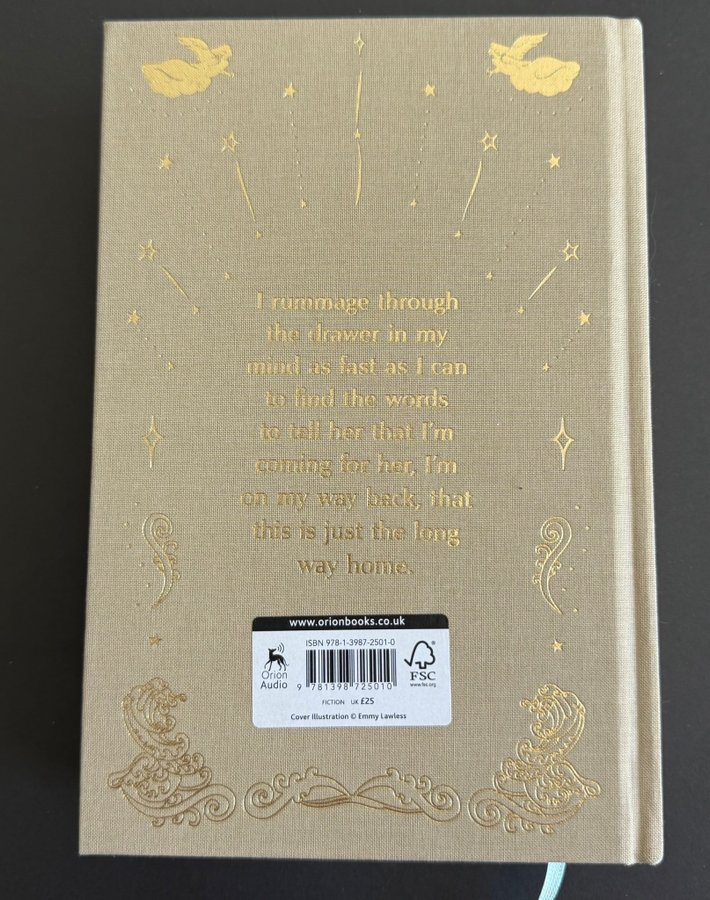 I rummage through
the drawer in my
mind as fast as I can
to find the words
to tell her that I'm
coming for her, I'm
on my way back, that
this is just the long
way home.
www.orionbooks.co.uk
ISBN 978-1-3987-2501-0
Orion
Audio
9 781398 725010
FSC
www.fsc.org
FICTION UK £25
Cover Illustration © Emmy Lawless